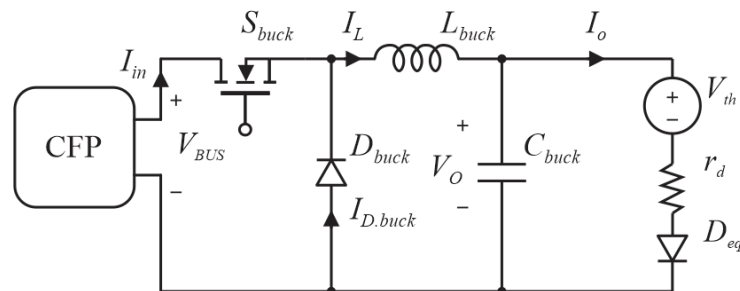 S_buck
I_L
L_buck
I_o
I_in
+
V_BUS
−
CFP
D_buck
I_D.buck
+
V_O
−
C_buck
+
−
V_th
r_d
D_eq